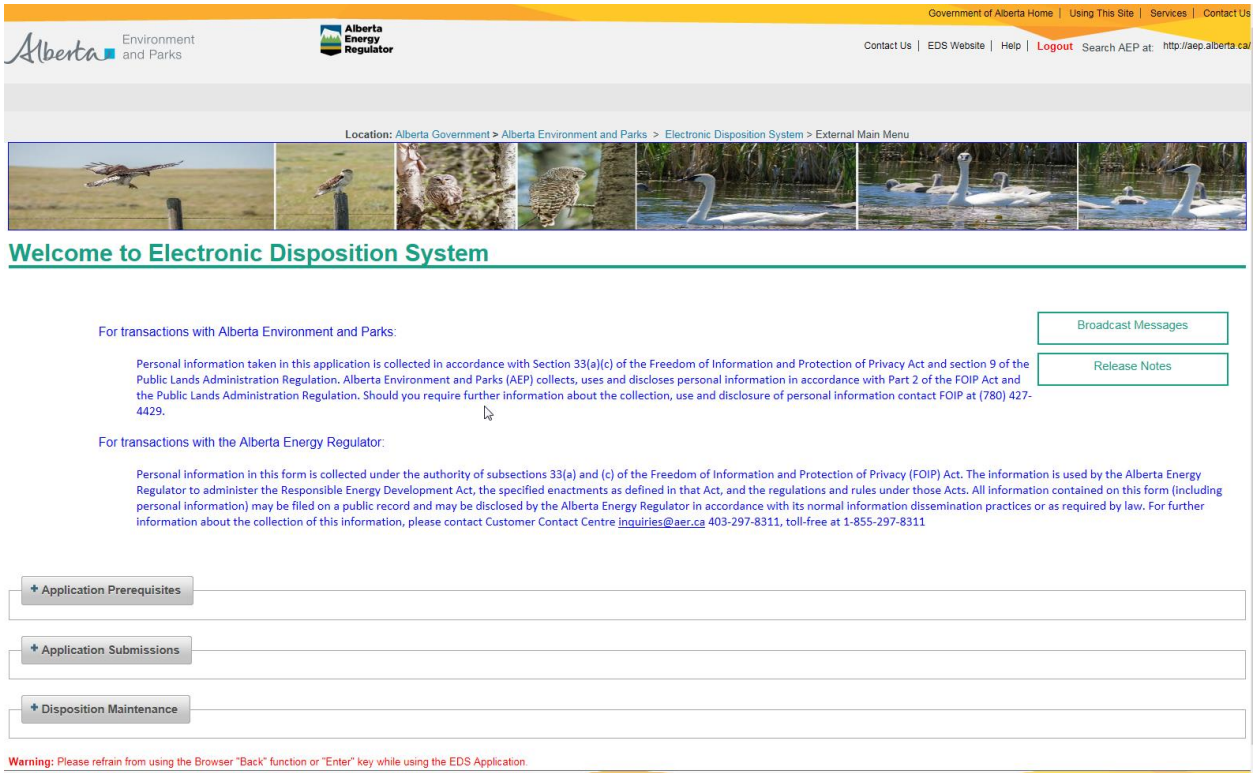 Government of Alberta Home | Using This Site | Services | Contact Us
Alberta Environment and Parks
Alberta Energy Regulator
Contact Us | EDS Website | Help | Logout Search AEP at: http://aep.alberta.ca/
Location: Alberta Government > Alberta Environment and Parks > Electronic Disposition System > External Main Menu
Welcome to Electronic Disposition System
For transactions with Alberta Environment and Parks:
Broadcast Messages
Release Notes
Personal information taken in this application is collected in accordance with Section 33(a)(c) of the Freedom of Information and Protection of Privacy Act and section 9 of the
Public Lands Administration Regulation. Alberta Environment and Parks (AEP) collects, uses and discloses personal information in accordance with Part 2 of the FOIP Act and
the Public Lands Administration Regulation. Should you require further information about the collection, use and disclosure of personal information contact FOIP at (780) 427-
4429.
For transactions with the Alberta Energy Regulator:
Personal information in this form is collected under the authority of subsections 33(a) and (c) of the Freedom of Information and Protection of Privacy (FOIP) Act. The information is used by the Alberta Energy
Regulator to administer the Responsible Energy Development Act, the specified enactments as defined in that Act, and the regulations and rules under those Acts. All information contained on this form (including
personal information) may be filed on a public record and may be disclosed by the Alberta Energy Regulator in accordance with its normal information dissemination practices or as required by law. For further
information about the collection of this information, please contact Customer Contact Centre inquiries@aer.ca 403-297-8311, toll-free at 1-855-297-8311
+ Application Prerequisites
+ Application Submissions
+ Disposition Maintenance
Warning: Please refrain from using the Browser "Back" function or "Enter" key while using the EDS Application.